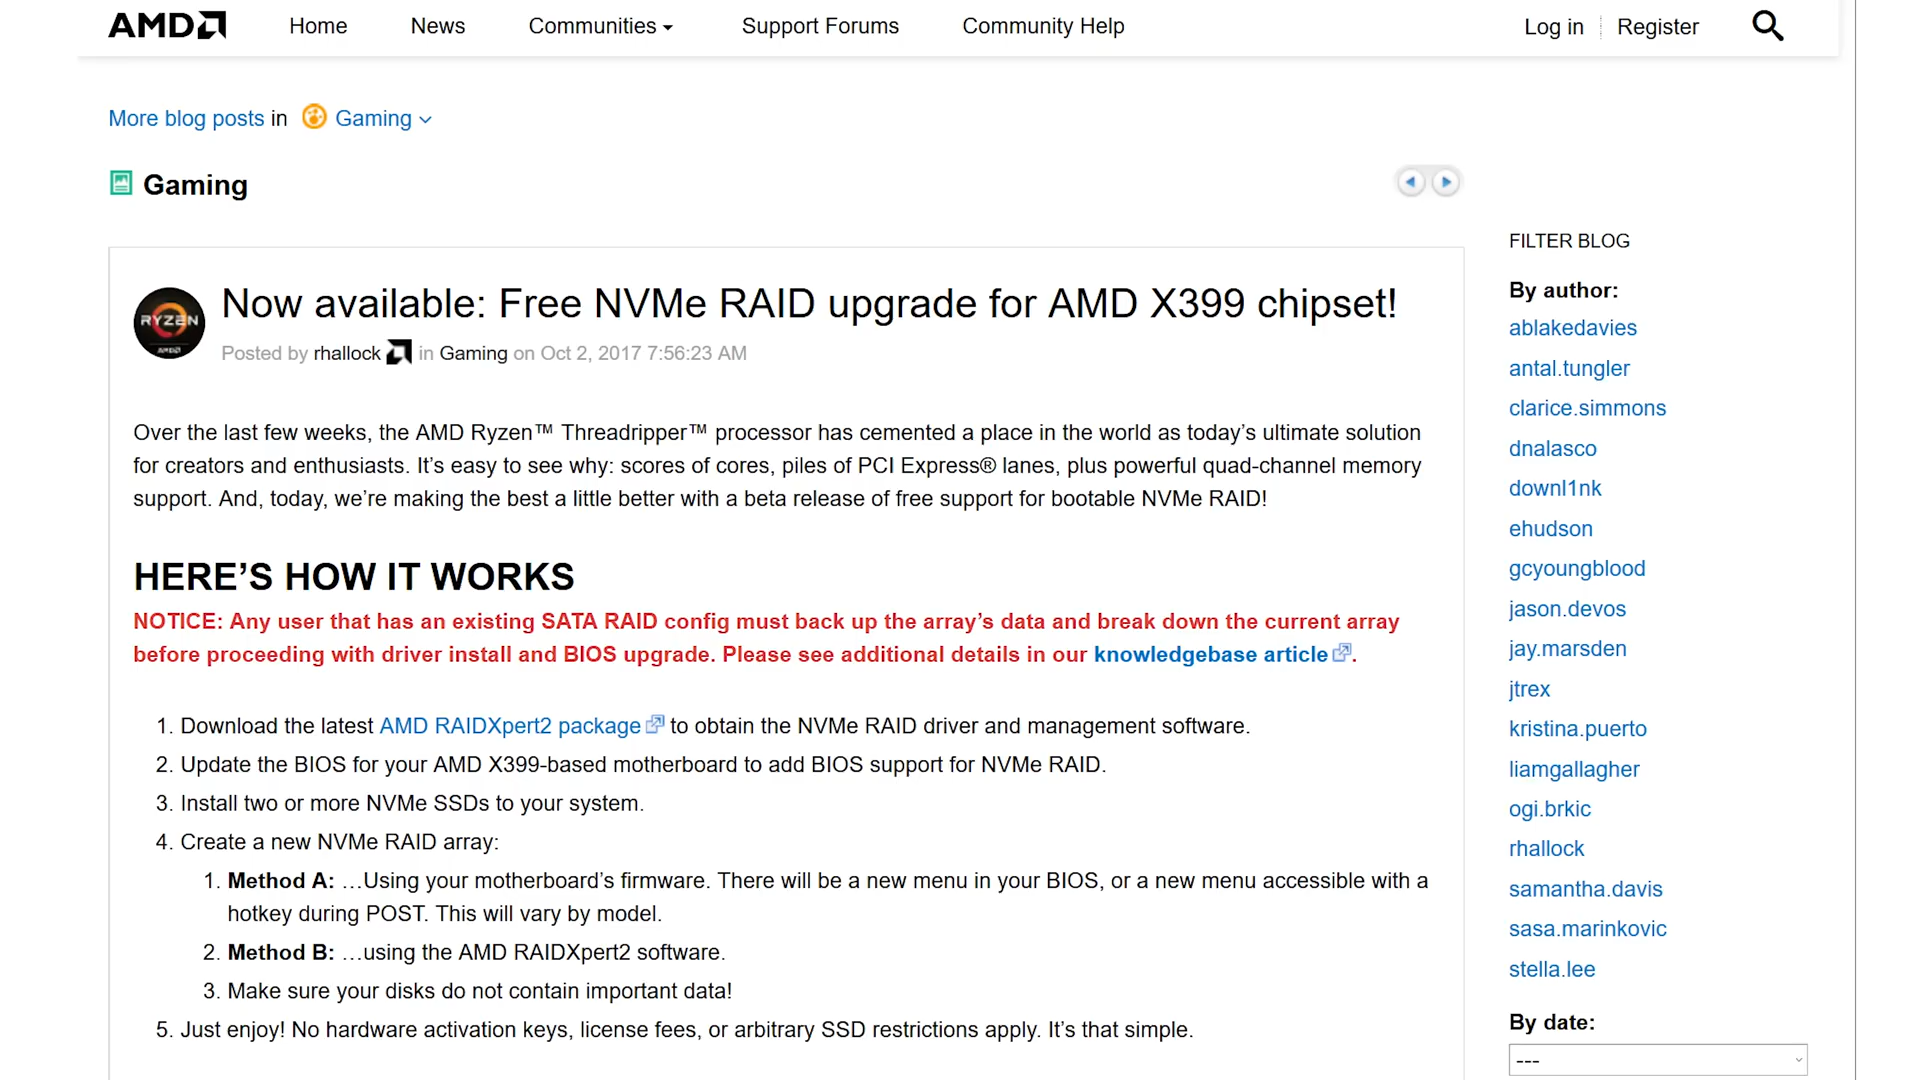 AMD Home News Communities Support Forums Community Help Log in Register
More blog posts in Gaming
Gaming
FILTER BLOG
By author:
ablakedavies
antal.tungler
clarice.simmons
dnalasco
downl1nk
ehudson
gcyoungblood
jason.devos
jay.marsden
jtrex
kristina.puerto
liamgallagher
ogi.brkic
rhallock
samantha.davis
sasa.marinkovic
stella.lee
By date:
---
RYZEN
AMD
Now available: Free NVMe RAID upgrade for AMD X399 chipset!
Posted by rhallock in Gaming on Oct 2, 2017 7:56:23 AM
Over the last few weeks, the AMD Ryzen™ Threadripper™ processor has cemented a place in the world as today’s ultimate solution
for creators and enthusiasts. It’s easy to see why: scores of cores, piles of PCI Express® lanes, plus powerful quad-channel memory
support. And, today, we’re making the best a little better with a beta release of free support for bootable NVMe RAID!
HERE’S HOW IT WORKS
NOTICE: Any user that has an existing SATA RAID config must back up the array’s data and break down the current array
before proceeding with driver install and BIOS upgrade. Please see additional details in our knowledgebase article.
1. Download the latest AMD RAIDXpert2 package to obtain the NVMe RAID driver and management software.
2. Update the BIOS for your AMD X399-based motherboard to add BIOS support for NVMe RAID.
3. Install two or more NVMe SSDs to your system.
4. Create a new NVMe RAID array:
1. Method A: …Using your motherboard’s firmware. There will be a new menu in your BIOS, or a new menu accessible with a
hotkey during POST. This will vary by model.
2. Method B: …using the AMD RAIDXpert2 software.
3. Make sure your disks do not contain important data!
5. Just enjoy! No hardware activation keys, license fees, or arbitrary SSD restrictions apply. It’s that simple.